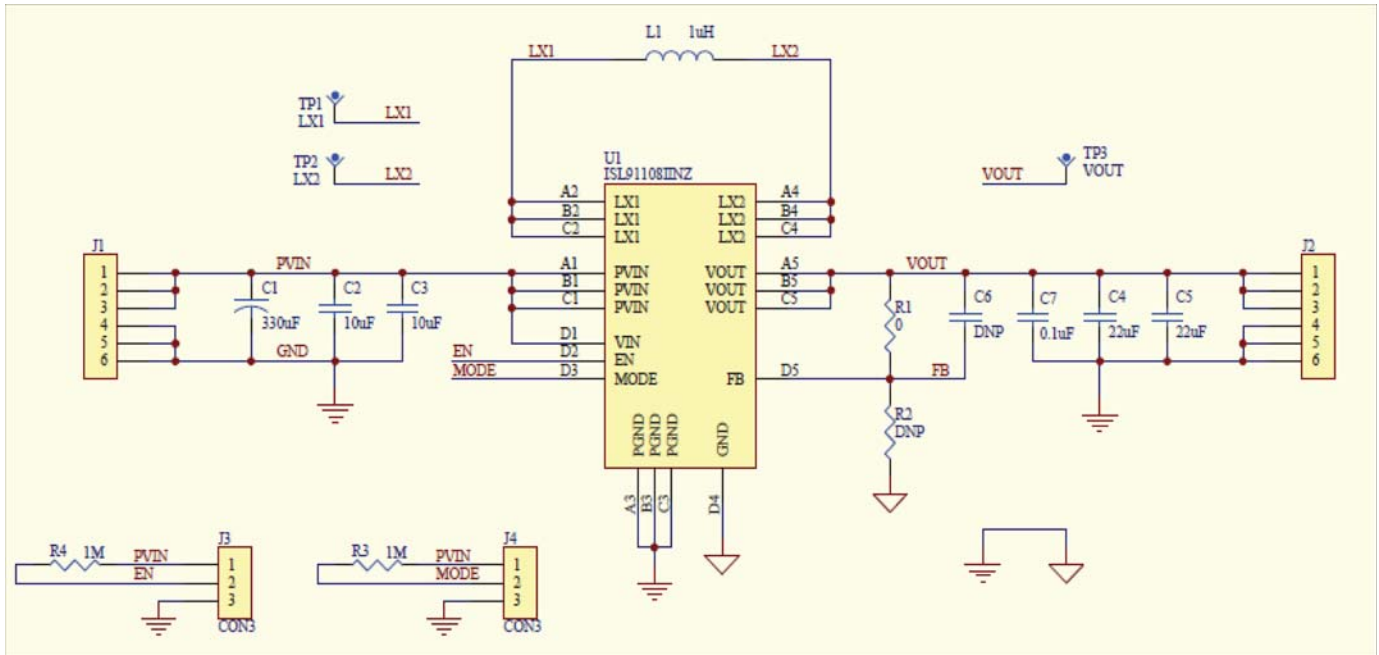 L1 1uH
LX1 LX2
TP1
LX1 LX1
TP2
LX2 LX2
TP3
VOUT VOUT
U1
ISL91108IINZ
A2 LX1 LX2 A4
B2 LX1 LX2 B4
C2 LX1 LX2 C4
A1 PVIN VOUT A5
B1 PVIN VOUT B5
C1 PVIN VOUT C5
D1 VIN
EN D2 EN
MODE D3 MODE FB D5
PGND PGND PGND GND
A3 B3 C3 D4
J1
1
2
3
4
5
6
PVIN
C1
330uF
C2
10uF
C3
10uF
GND
VOUT
R1
0
C6
DNP
C7
0.1uF
C4
22uF
C5
22uF
FB
R2
DNP
J2
1
2
3
4
5
6
R4 1M PVIN
EN
J3
1
2
3
CON3
R3 1M PVIN
MODE
J4
1
2
3
CON3